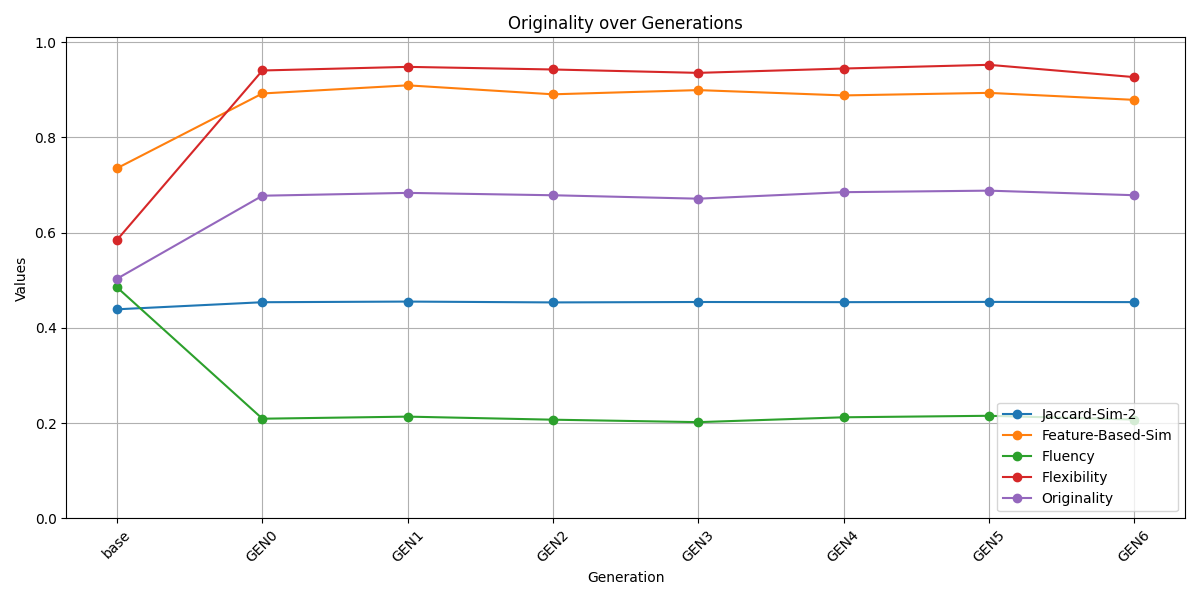 Originality over Generations
Values
1.0
0.8
0.6
0.4
0.2
0.0
Jaccard-Sim-2
Feature-Based-Sim
Fluency
Flexibility
Originality
base
GEN0
GEN1
GEN2
GEN3
GEN4
GEN5
GEN6
Generation